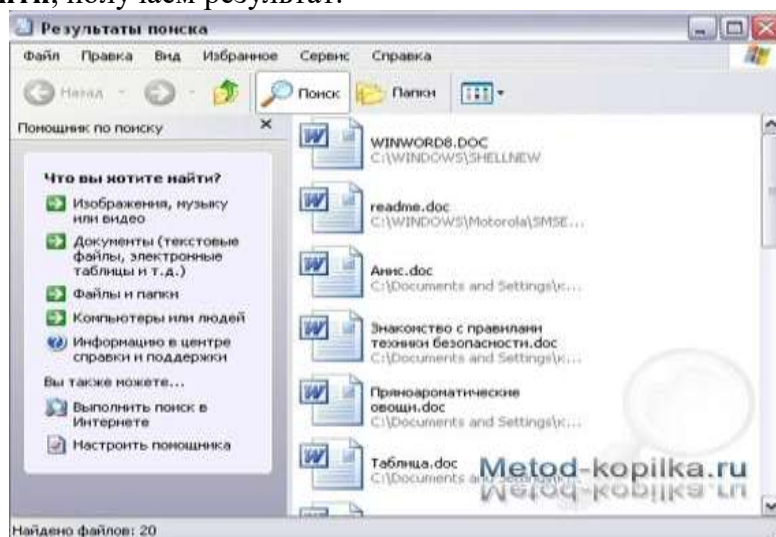 йти, получаем результат:
Результаты поиска
Файл Правка Вид Избранное Сервис Справка
Назад Поиск Папки
Помощник по поиску
Что вы хотите найти?
Изображения, музыку
или видео
Документы (текстовые
файлы, электронные
таблицы и т.д.)
Файлы и папки
Компьютеры или людей
Информацию в центре
справки и поддержки
Вы также можете...
Выполнить поиск в
Интернете
Настроить помощника
WINWORD8.DOC
C:\WINDOWS\SHELLNEW
readme.doc
C:\WINDOWS\Motorola\SMSE...
Анис.doc
C:\Documents and Settings\к...
Знакомство с правилами
техники безопасности.doc
C:\Documents and Settings\к...
Пряноароматические
овощи.doc
C:\Documents and Settings\к...
Таблица.doc
C:\Documents and
Metod-kopilka.ru
Найдено файлов: 20